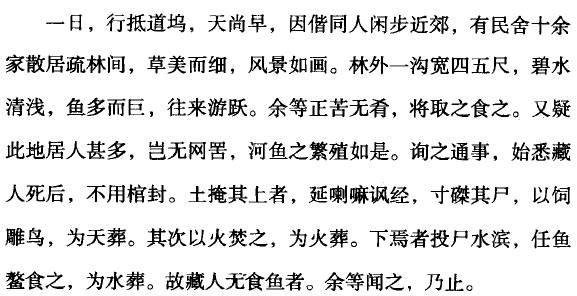 一日，行抵道坞，天尚早，因偕同人闲步近郊，有民舍十余
家散居疏林间，草美而细，风景如画。林外一沟宽四五尺，碧水
清浅，鱼多而巨，往来游跃。余等正苦无肴，将取之食之。又疑
此地居人甚多，岂无网罟，河鱼之繁殖如是。询之通事，始悉藏
人死后，不用棺封。土掩其上者，延喇嘛讽经，寸磔其尸，以饲
雕鸟，为天葬。其次以火焚之，为火葬。下焉者投尸水滨，任鱼
鳌食之，为水葬。故藏人无食鱼者。余等闻之，乃止。